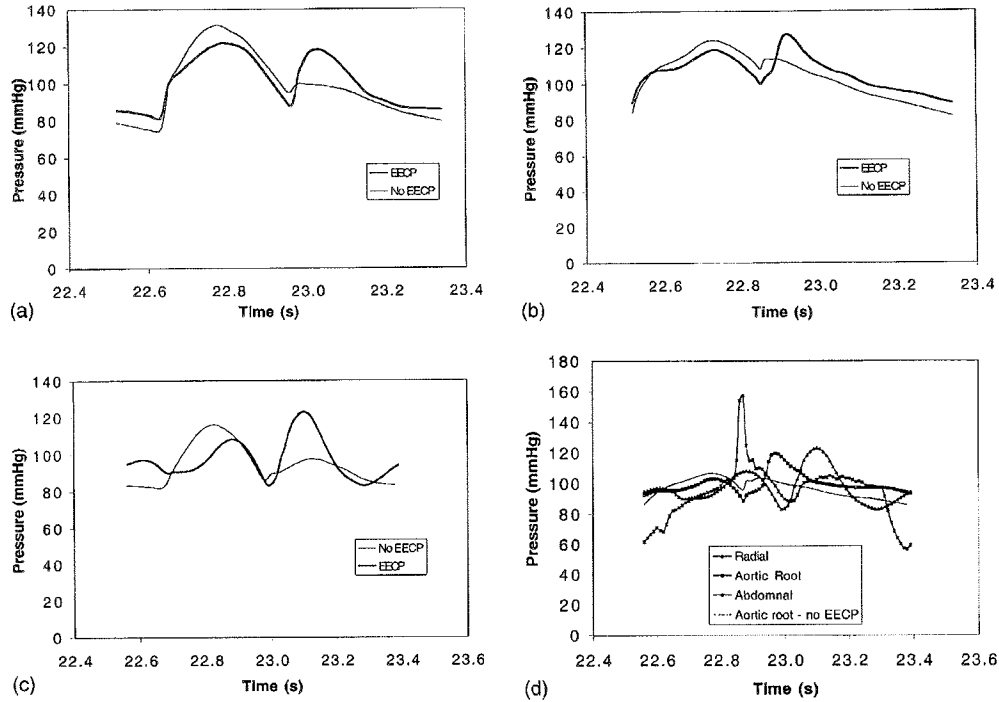 140
120
100
80
60
40
20
0
Pressure (mmHg)
EECP
No EECP
22.4 22.6 22.8 23.0 23.2 23.4
Time (s)
(a)
140
120
100
80
60
40
20
0
Pressure (mmHg)
EECP
No EECP
22.4 22.6 22.8 23.0 23.2 23.4
Time (s)
(b)
140
120
100
80
60
40
20
0
Pressure (mmHg)
No EECP
EECP
22.4 22.6 22.8 23.0 23.2 23.4 23.6
Time (s)
(c)
180
160
140
120
100
80
60
40
20
0
Pressure (mmHg)
Radial
Aortic Root
Abdomnal
Aortic root - no EECP
22.4 22.6 22.8 23.0 23.2 23.4 23.6
Time (s)
(d)